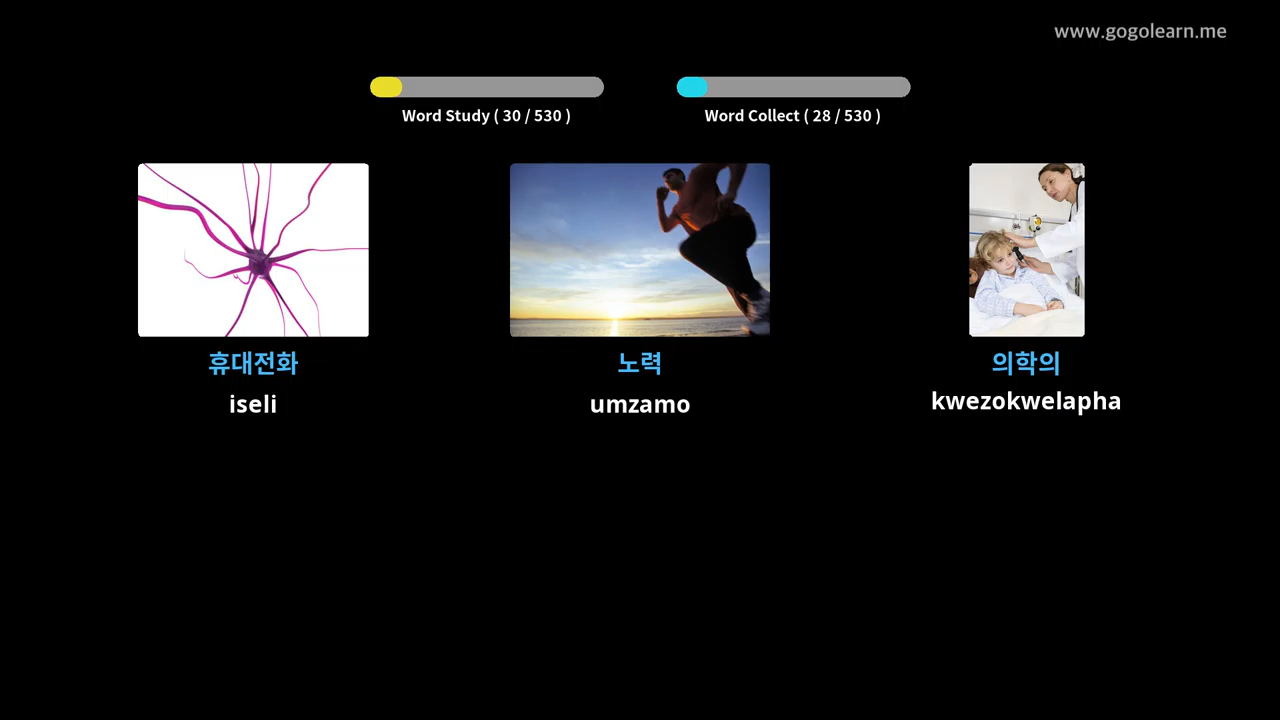 www.gogolearn.me
Word Study ( 30 / 530 )
Word Collect ( 28 / 530 )
휴대전화
노력
의학의
iseli
umzamo
kwezokwelapha